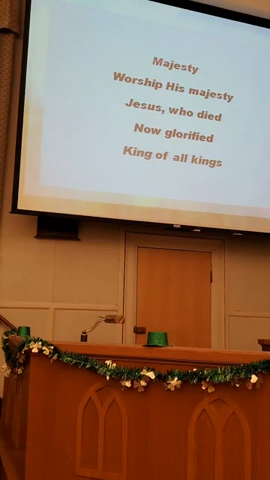 Majesty
Worship His majesty
Jesus, who died
Now glorified
King of all kings